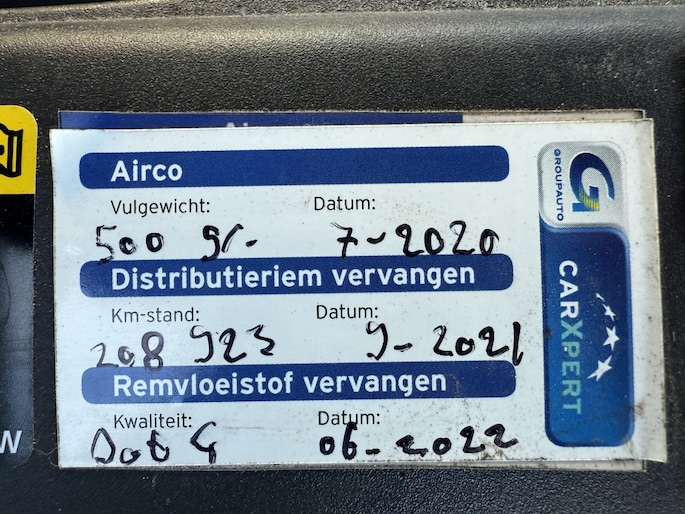 Airco
Vulgewicht: Datum:
500 gr. 7-2020
Distributieriem vervangen
Km-stand: Datum:
208 923 9-2021
Remvloeistof vervangen
Kwaliteit: Datum:
Dot 4 06-2022
G
GROUPAUTO
CARXPERT
W